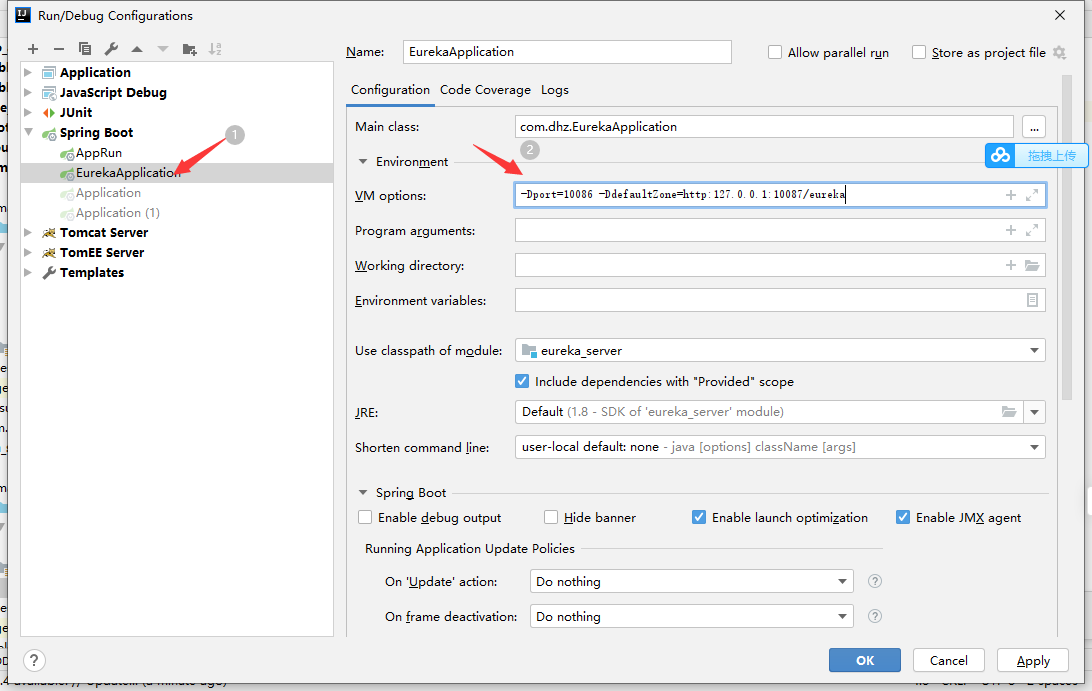 Run/Debug Configurations
Name: EurekaApplication
Allow parallel run
Store as project file
Application
JavaScript Debug
JUnit
Spring Boot
AppRun
EurekaApplication
Application
Application (1)
Tomcat Server
TomEE Server
Templates
1
Configuration Code Coverage Logs
Main class: com.dhz.EurekaApplication ...
2
Environment
拖拽上传
VM options: -Dport=10086 -DdefaultZone=http:127.0.0.1:10087/eureka
Program arguments:
Working directory:
Environment variables:
Use classpath of module: eureka_server
Include dependencies with "Provided" scope
JRE: Default (1.8 - SDK of 'eureka_server' module)
Shorten command line: user-local default: none - java [options] className [args]
Spring Boot
Enable debug output
Hide banner
Enable launch optimization
Enable JMX agent
Running Application Update Policies
On 'Update' action: Do nothing ?
On frame deactivation: Do nothing ?
?
OK
Cancel
Apply